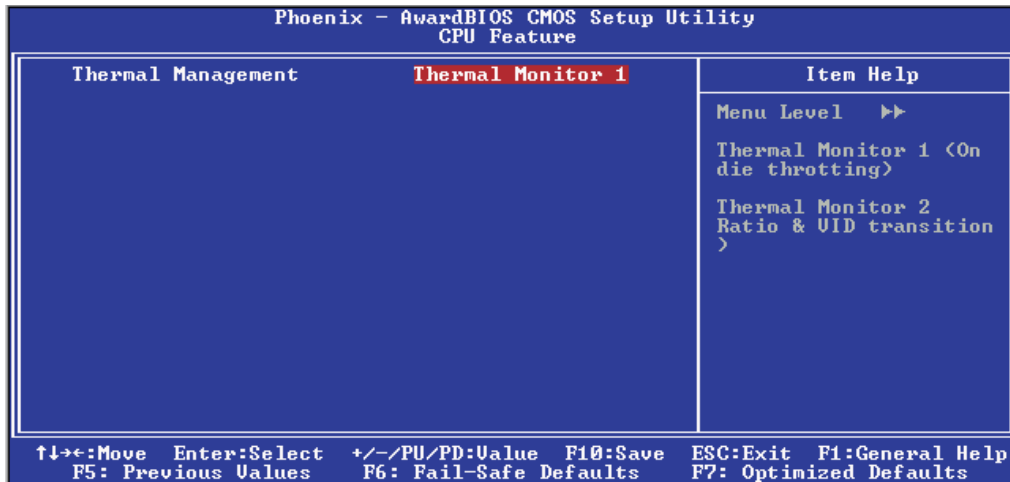 Phoenix - AwardBIOS CMOS Setup Utility
CPU Feature
Thermal Management Thermal Monitor 1
Item Help
Menu Level ▸▸
Thermal Monitor 1 (On
die throtting)
Thermal Monitor 2
Ratio & VID transition
)
↑↓→←:Move Enter:Select +/-/PU/PD:Value F10:Save ESC:Exit F1:General Help
F5: Previous Values F6: Fail-Safe Defaults F7: Optimized Defaults